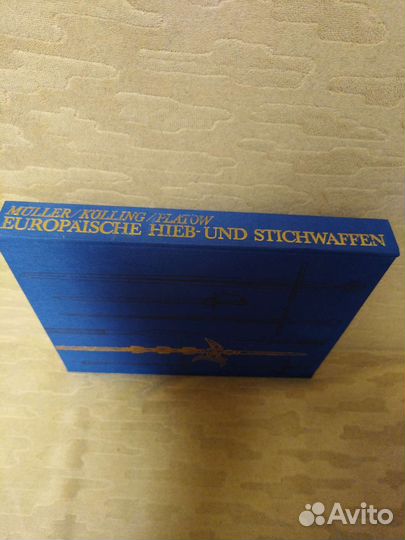 MÜLLER/KÖLLING/PLATOW
EUROPÄISCHE HIEB- UND STICHWAFFEN
Avito